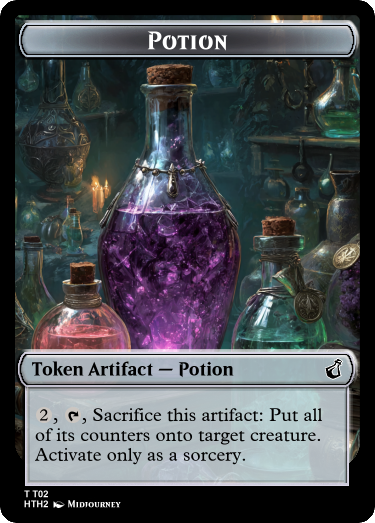 Potion
Token Artifact — Potion
2, , Sacrifice this artifact: Put all
of its counters onto target creature.
Activate only as a sorcery.
T T02
HTH2 Midjourney